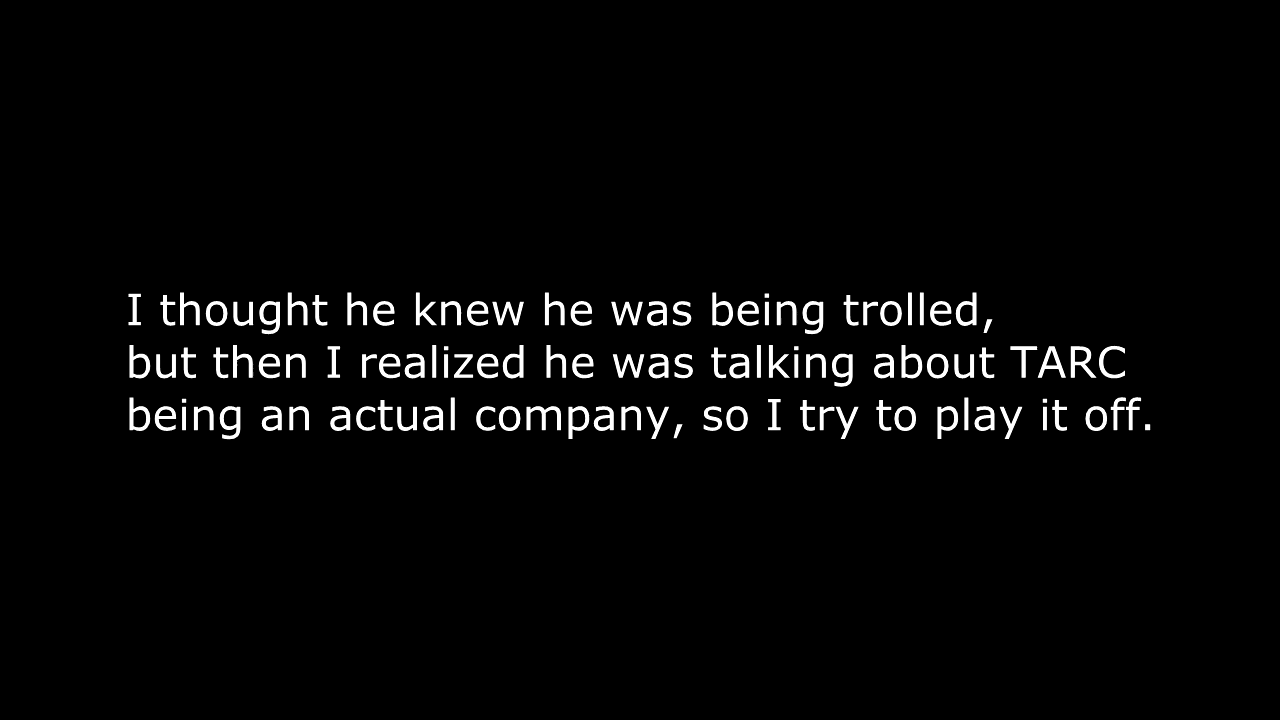 I thought he knew he was being trolled,
but then I realized he was talking about TARC
being an actual company, so I try to play it off.